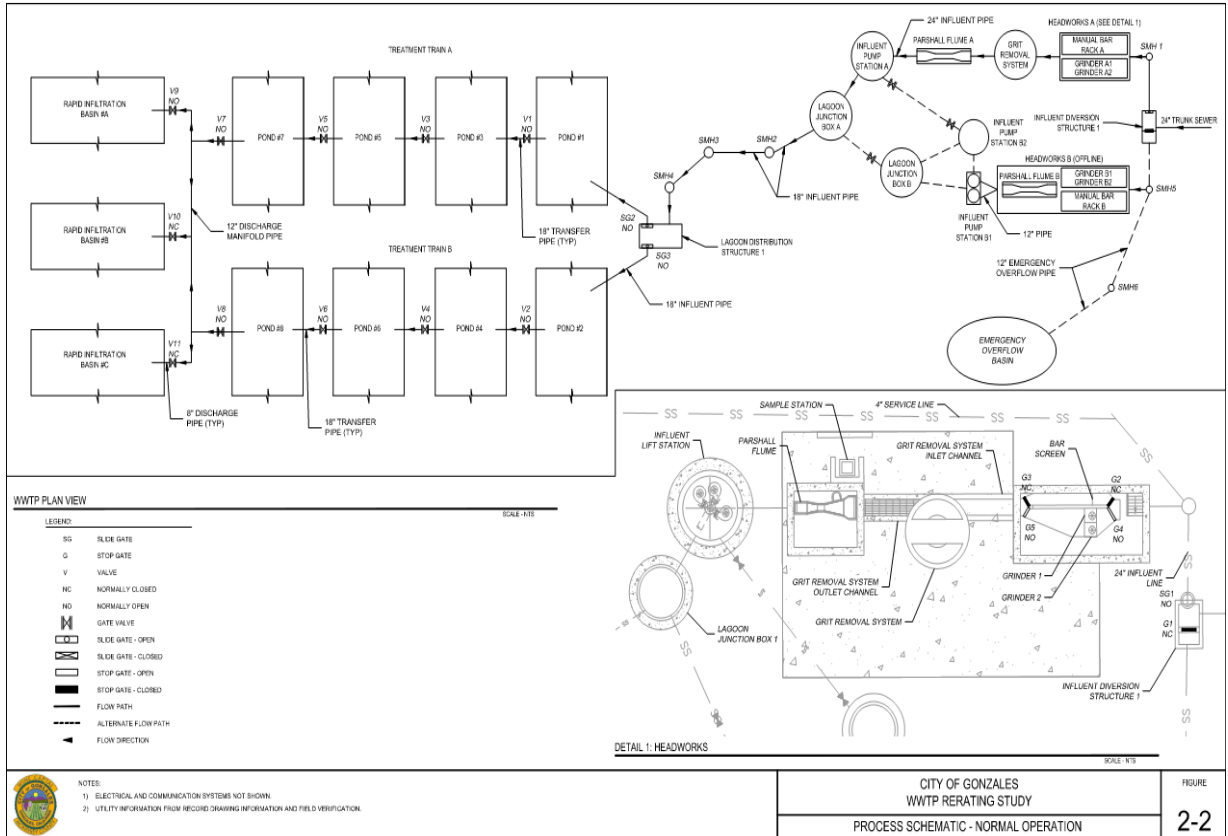 TREATMENT TRAIN A
RAPID INFILTRATION
BASIN #A
V9
NO
V7
NO
POND #7
V5
NO
POND #5
V3
NO
POND #3
V1
NO
POND #1
RAPID INFILTRATION
BASIN #B
V10
NC
12" DISCHARGE
MANIFOLD PIPE
18" TRANSFER
PIPE (TYP)
TREATMENT TRAIN B
RAPID INFILTRATION
BASIN #C
V11
NC
V8
NO
POND #8
V6
NO
POND #6
V4
NO
POND #4
V2
NO
POND #2
8" DISCHARGE
PIPE (TYP)
18" TRANSFER
PIPE (TYP)
SG2
NO
SG3
NO
LAGOON DISTRIBUTION
STRUCTURE 1
18" INFLUENT PIPE
SMH4
SMH3
SMH2
18" INFLUENT PIPE
24" INFLUENT PIPE
INFLUENT
PUMP
STATION A
PARSHALL FLUME A
GRIT
REMOVAL
SYSTEM
HEADWORKS A (SEE DETAIL 1)
MANUAL BAR
RACK A
GRINDER A1
GRINDER A2
SMH 1
LAGOON
JUNCTION
BOX A
INFLUENT DIVERSION
STRUCTURE 1
24" TRUNK SEWER
INFLUENT
PUMP
STATION B2
LAGOON
JUNCTION
BOX B
HEADWORKS B (OFFLINE)
PARSHALL FLUME B
GRINDER B1
GRINDER B2
MANUAL BAR
RACK B
SMH5
INFLUENT
PUMP
STATION B1
12" PIPE
12" EMERGENCY
OVERFLOW PIPE
SMH6
EMERGENCY
OVERFLOW
BASIN
SAMPLE STATION
4" SERVICE LINE
SS
SS
SS
SS
SS
SS
SS
INFLUENT
LIFT STATION
PARSHALL
FLUME
GRIT REMOVAL SYSTEM
INLET CHANNEL
BAR
SCREEN
G3
NC
G2
NC
G5
NO
G4
NO
GRINDER 1
GRINDER 2
24" INFLUENT
LINE
SG1
NO
G1
NC
GRIT REMOVAL SYSTEM
OUTLET CHANNEL
GRIT REMOVAL SYSTEM
LAGOON
JUNCTION BOX 1
SS
SS
INFLUENT DIVERSION
STRUCTURE 1
DETAIL 1: HEADWORKS
SCALE - NTS
WWTP PLAN VIEW
SCALE - NTS
LEGEND:
SG SLIDE GATE
G STOP GATE
V VALVE
NC NORMALLY CLOSED
NO NORMALLY OPEN
GATE VALVE
SLIDE GATE - OPEN
SLIDE GATE - CLOSED
STOP GATE - OPEN
STOP GATE - CLOSED
FLOW PATH
ALTERNATE FLOW PATH
FLOW DIRECTION
NOTES:
1) ELECTRICAL AND COMMUNICATION SYSTEMS NOT SHOWN.
2) UTILITY INFORMATION FROM RECORD DRAWING INFORMATION AND FIELD VERIFICATION.
CITY OF GONZALES
WWTP RERATING STUDY
PROCESS SCHEMATIC - NORMAL OPERATION
FIGURE
2-2